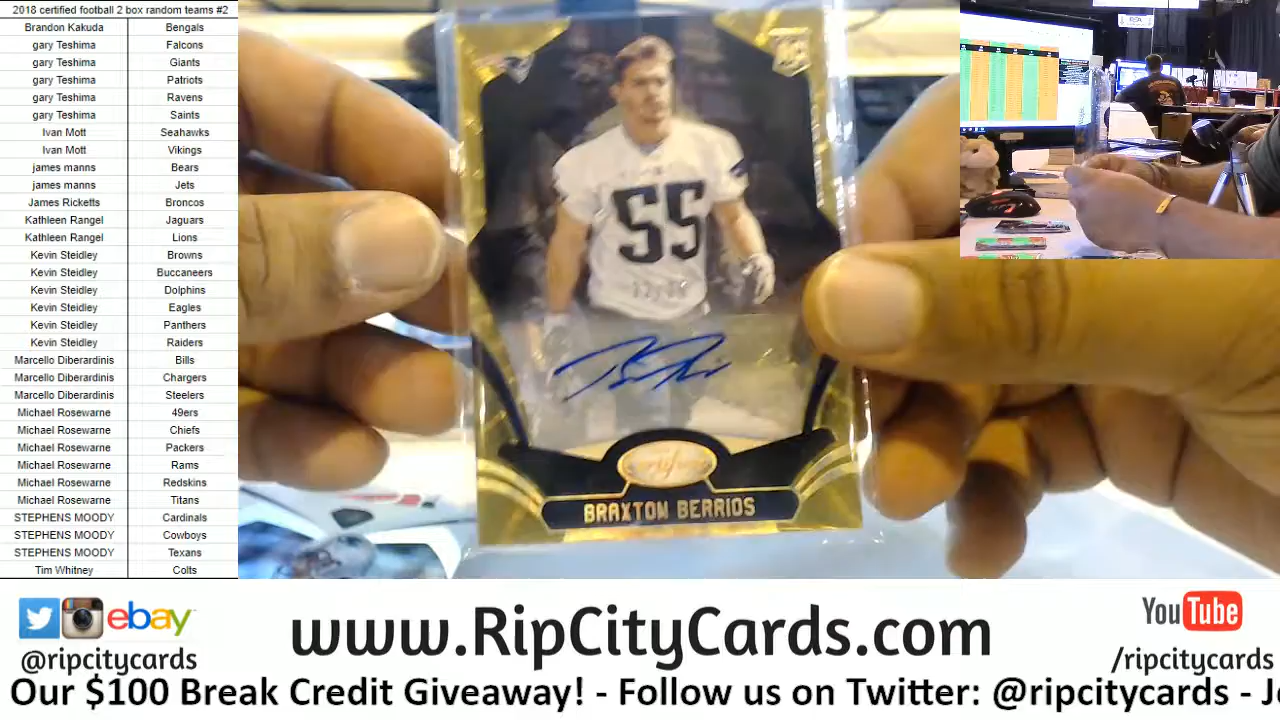 2018 certified football 2 box random teams #2
Brandon Kakuda Bengals
gary Teshima Falcons
gary Teshima Giants
gary Teshima Patriots
gary Teshima Ravens
gary Teshima Saints
Ivan Mott Seahawks
Ivan Mott Vikings
james manns Bears
james manns Jets
James Ricketts Broncos
Kathleen Rangel Jaguars
Kathleen Rangel Lions
Kevin Steidley Browns
Kevin Steidley Buccaneers
Kevin Steidley Dolphins
Kevin Steidley Eagles
Kevin Steidley Panthers
Kevin Steidley Raiders
Marcello Diberardinis Bills
Marcello Diberardinis Chargers
Marcello Diberardinis Steelers
Michael Rosewarne 49ers
Michael Rosewarne Chiefs
Michael Rosewarne Packers
Michael Rosewarne Rams
Michael Rosewarne Redskins
Michael Rosewarne Titans
STEPHENS MOODY Cardinals
STEPHENS MOODY Cowboys
STEPHENS MOODY Texans
Tim Whitney Colts
RC
55
BRAXTON BERRIOS
ebay
@ripcitycards
www.RipCityCards.com
YouTube
/ripcitycards
Our $100 Break Credit Giveaway! - Follow us on Twitter: @ripcitycards -